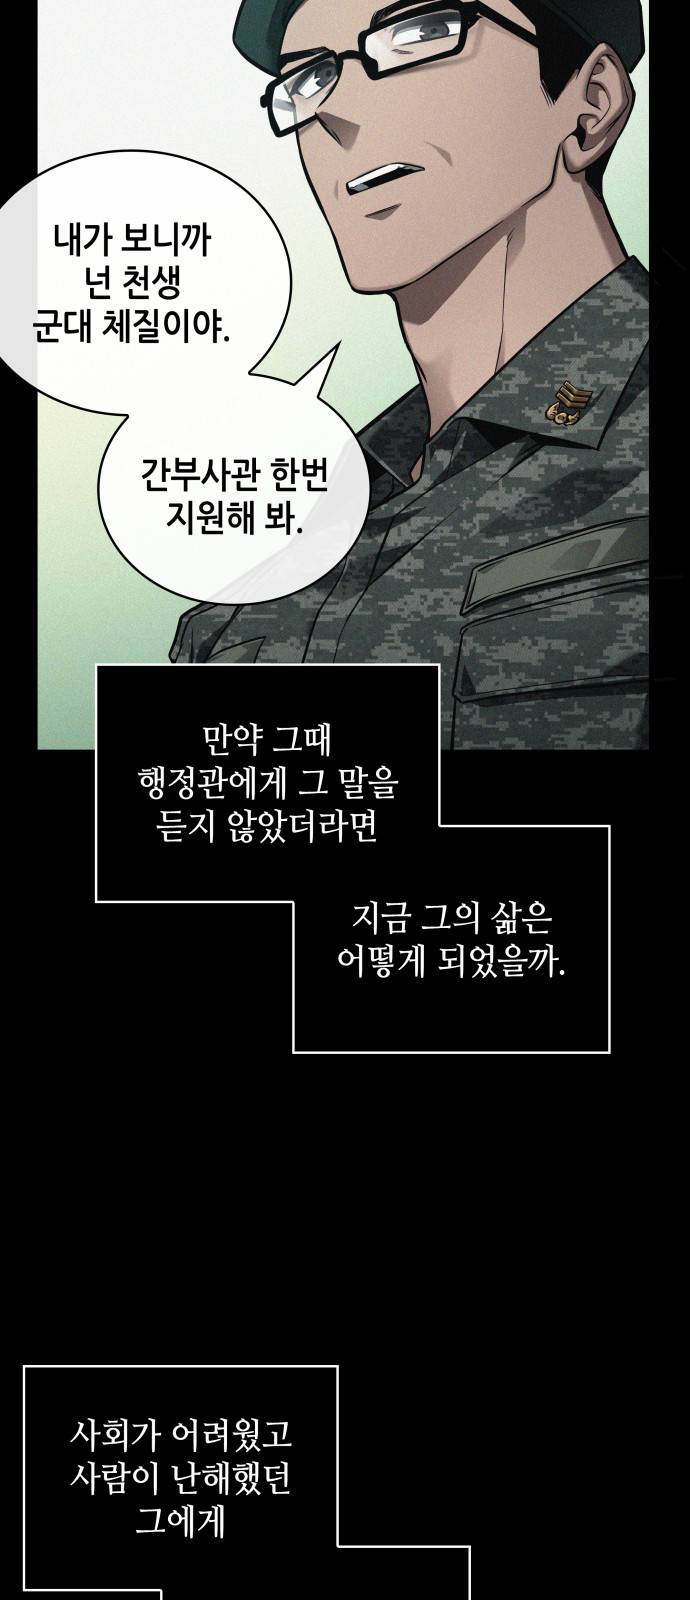 내가 보니까
넌 천생
군대 체질이야.
간부사관 한번
지원해 봐.
만약 그때
행정관에게 그 말을
듣지 않았더라면
지금 그의 삶은
어떻게 되었을까.
사회가 어려웠고
사람이 난해했던
그에게